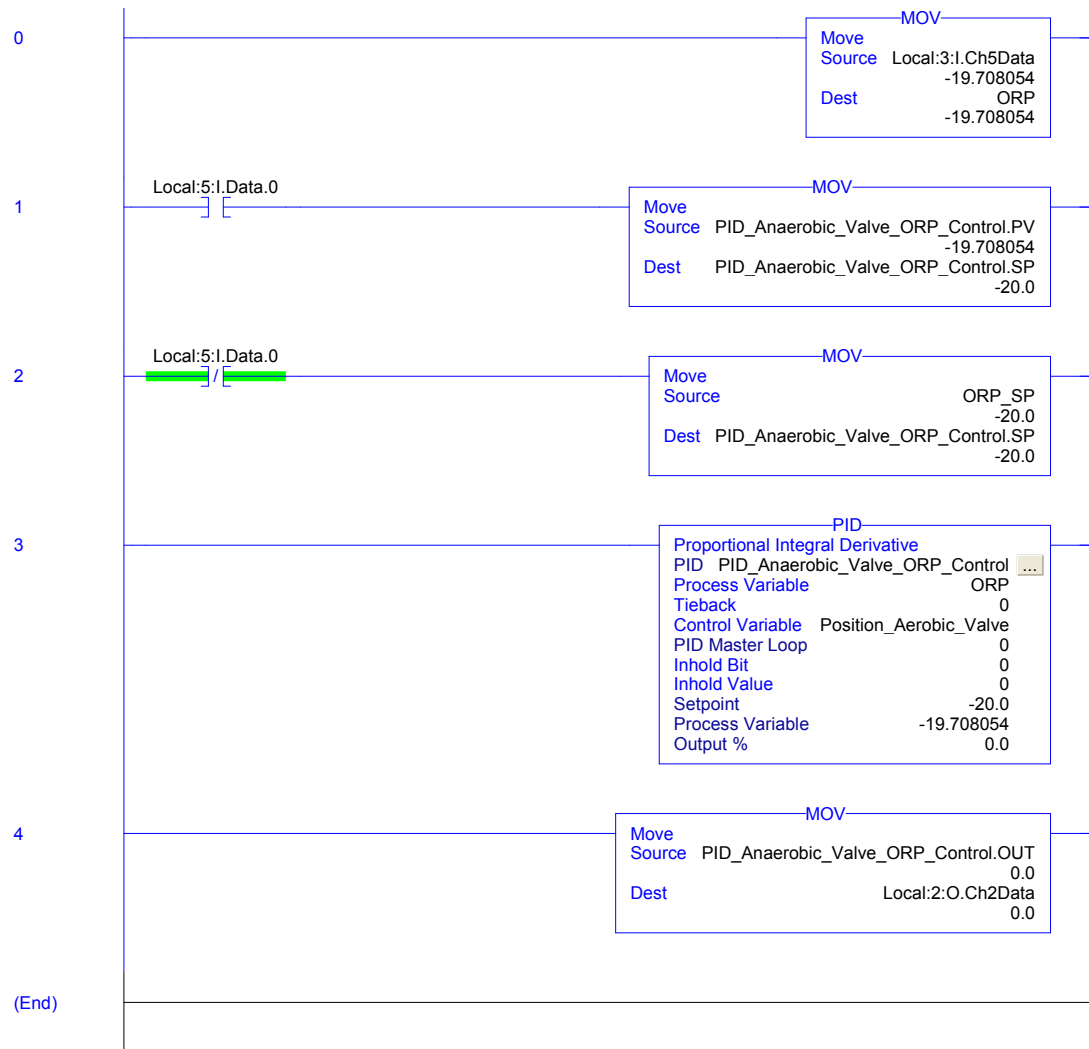 0
MOV
Move
Source Local:3:I.Ch5Data
-19.708054
Dest ORP
-19.708054
Local:5:I.Data.0
1
MOV
Move
Source PID_Anaerobic_Valve_ORP_Control.PV
-19.708054
Dest PID_Anaerobic_Valve_ORP_Control.SP
-20.0
Local:5:I.Data.0
/
2
MOV
Move
Source ORP_SP
-20.0
Dest PID_Anaerobic_Valve_ORP_Control.SP
-20.0
3
PID
Proportional Integral Derivative
PID PID_Anaerobic_Valve_ORP_Control ...
Process Variable ORP
Tieback 0
Control Variable Position_Aerobic_Valve
PID Master Loop 0
Inhold Bit 0
Inhold Value 0
Setpoint -20.0
Process Variable -19.708054
Output % 0.0
4
MOV
Move
Source PID_Anaerobic_Valve_ORP_Control.OUT
0.0
Dest Local:2:O.Ch2Data
0.0
(End)